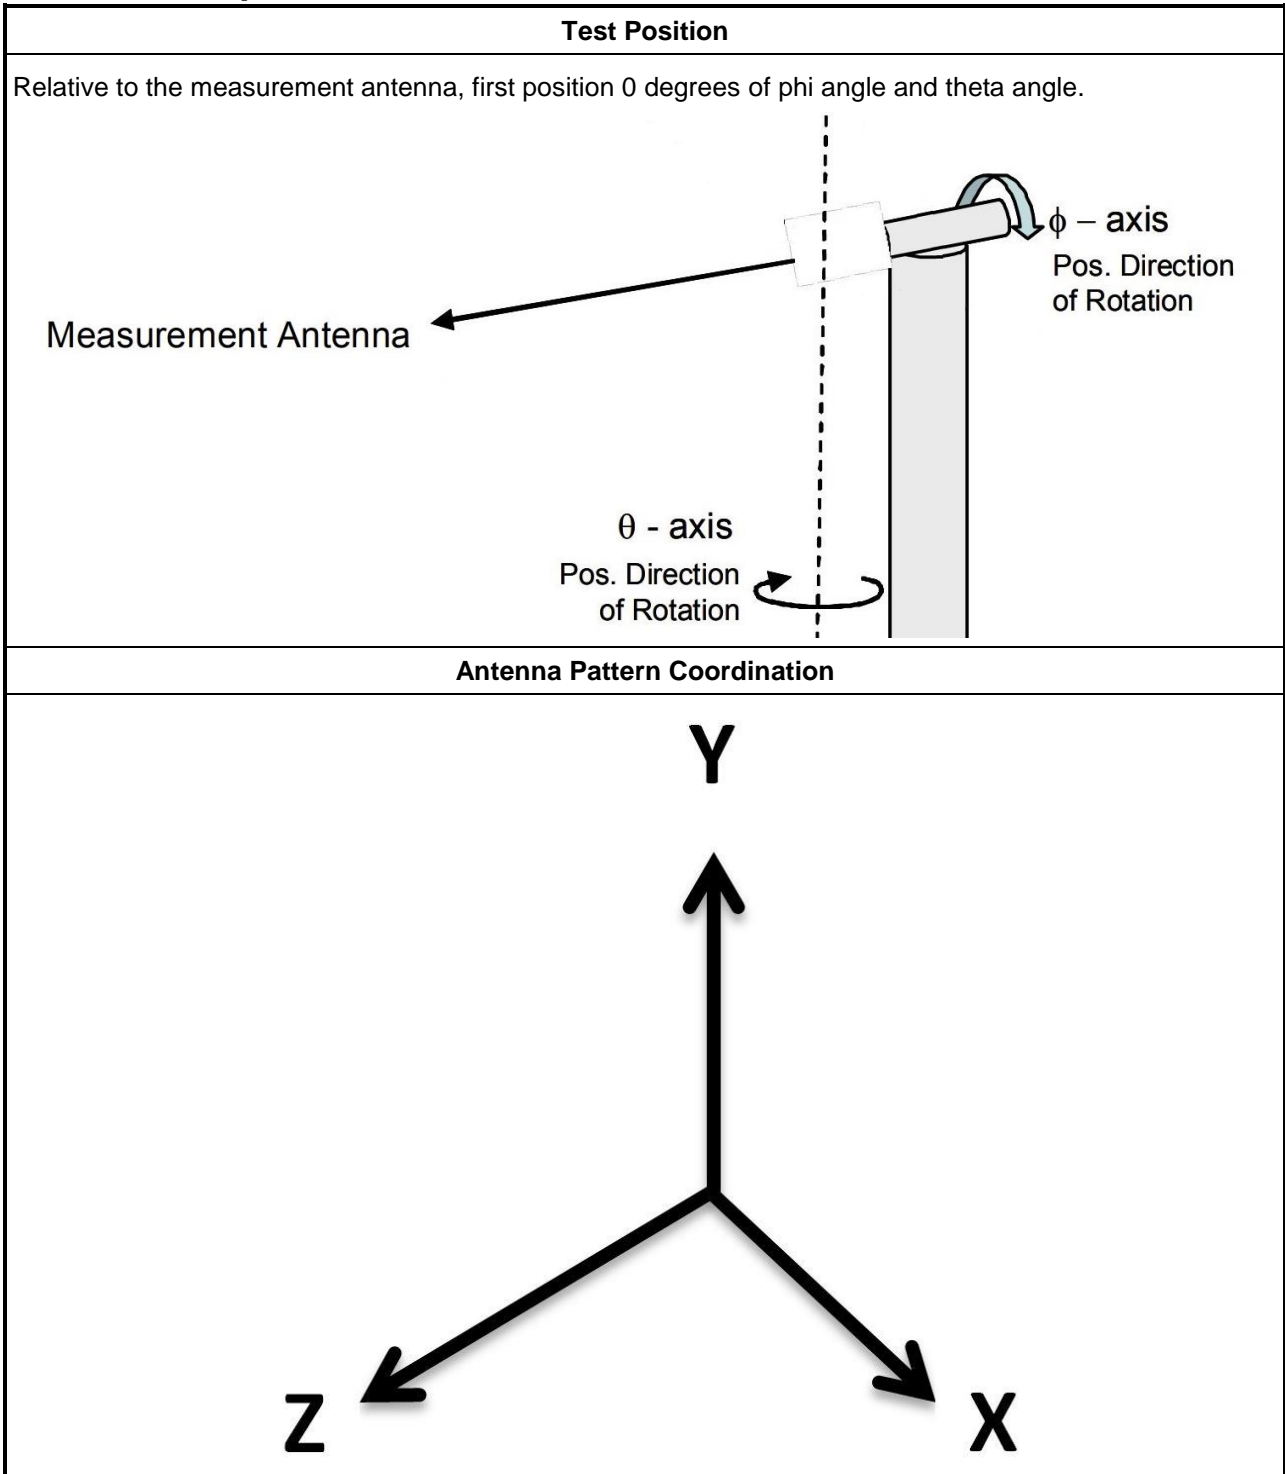 Test Position
Relative to the measurement antenna, first position 0 degrees of phi angle and theta angle.
ϕ – axis
Pos. Direction
of Rotation
Measurement Antenna
θ - axis
Pos. Direction
of Rotation
Antenna Pattern Coordination
Y
Z
X